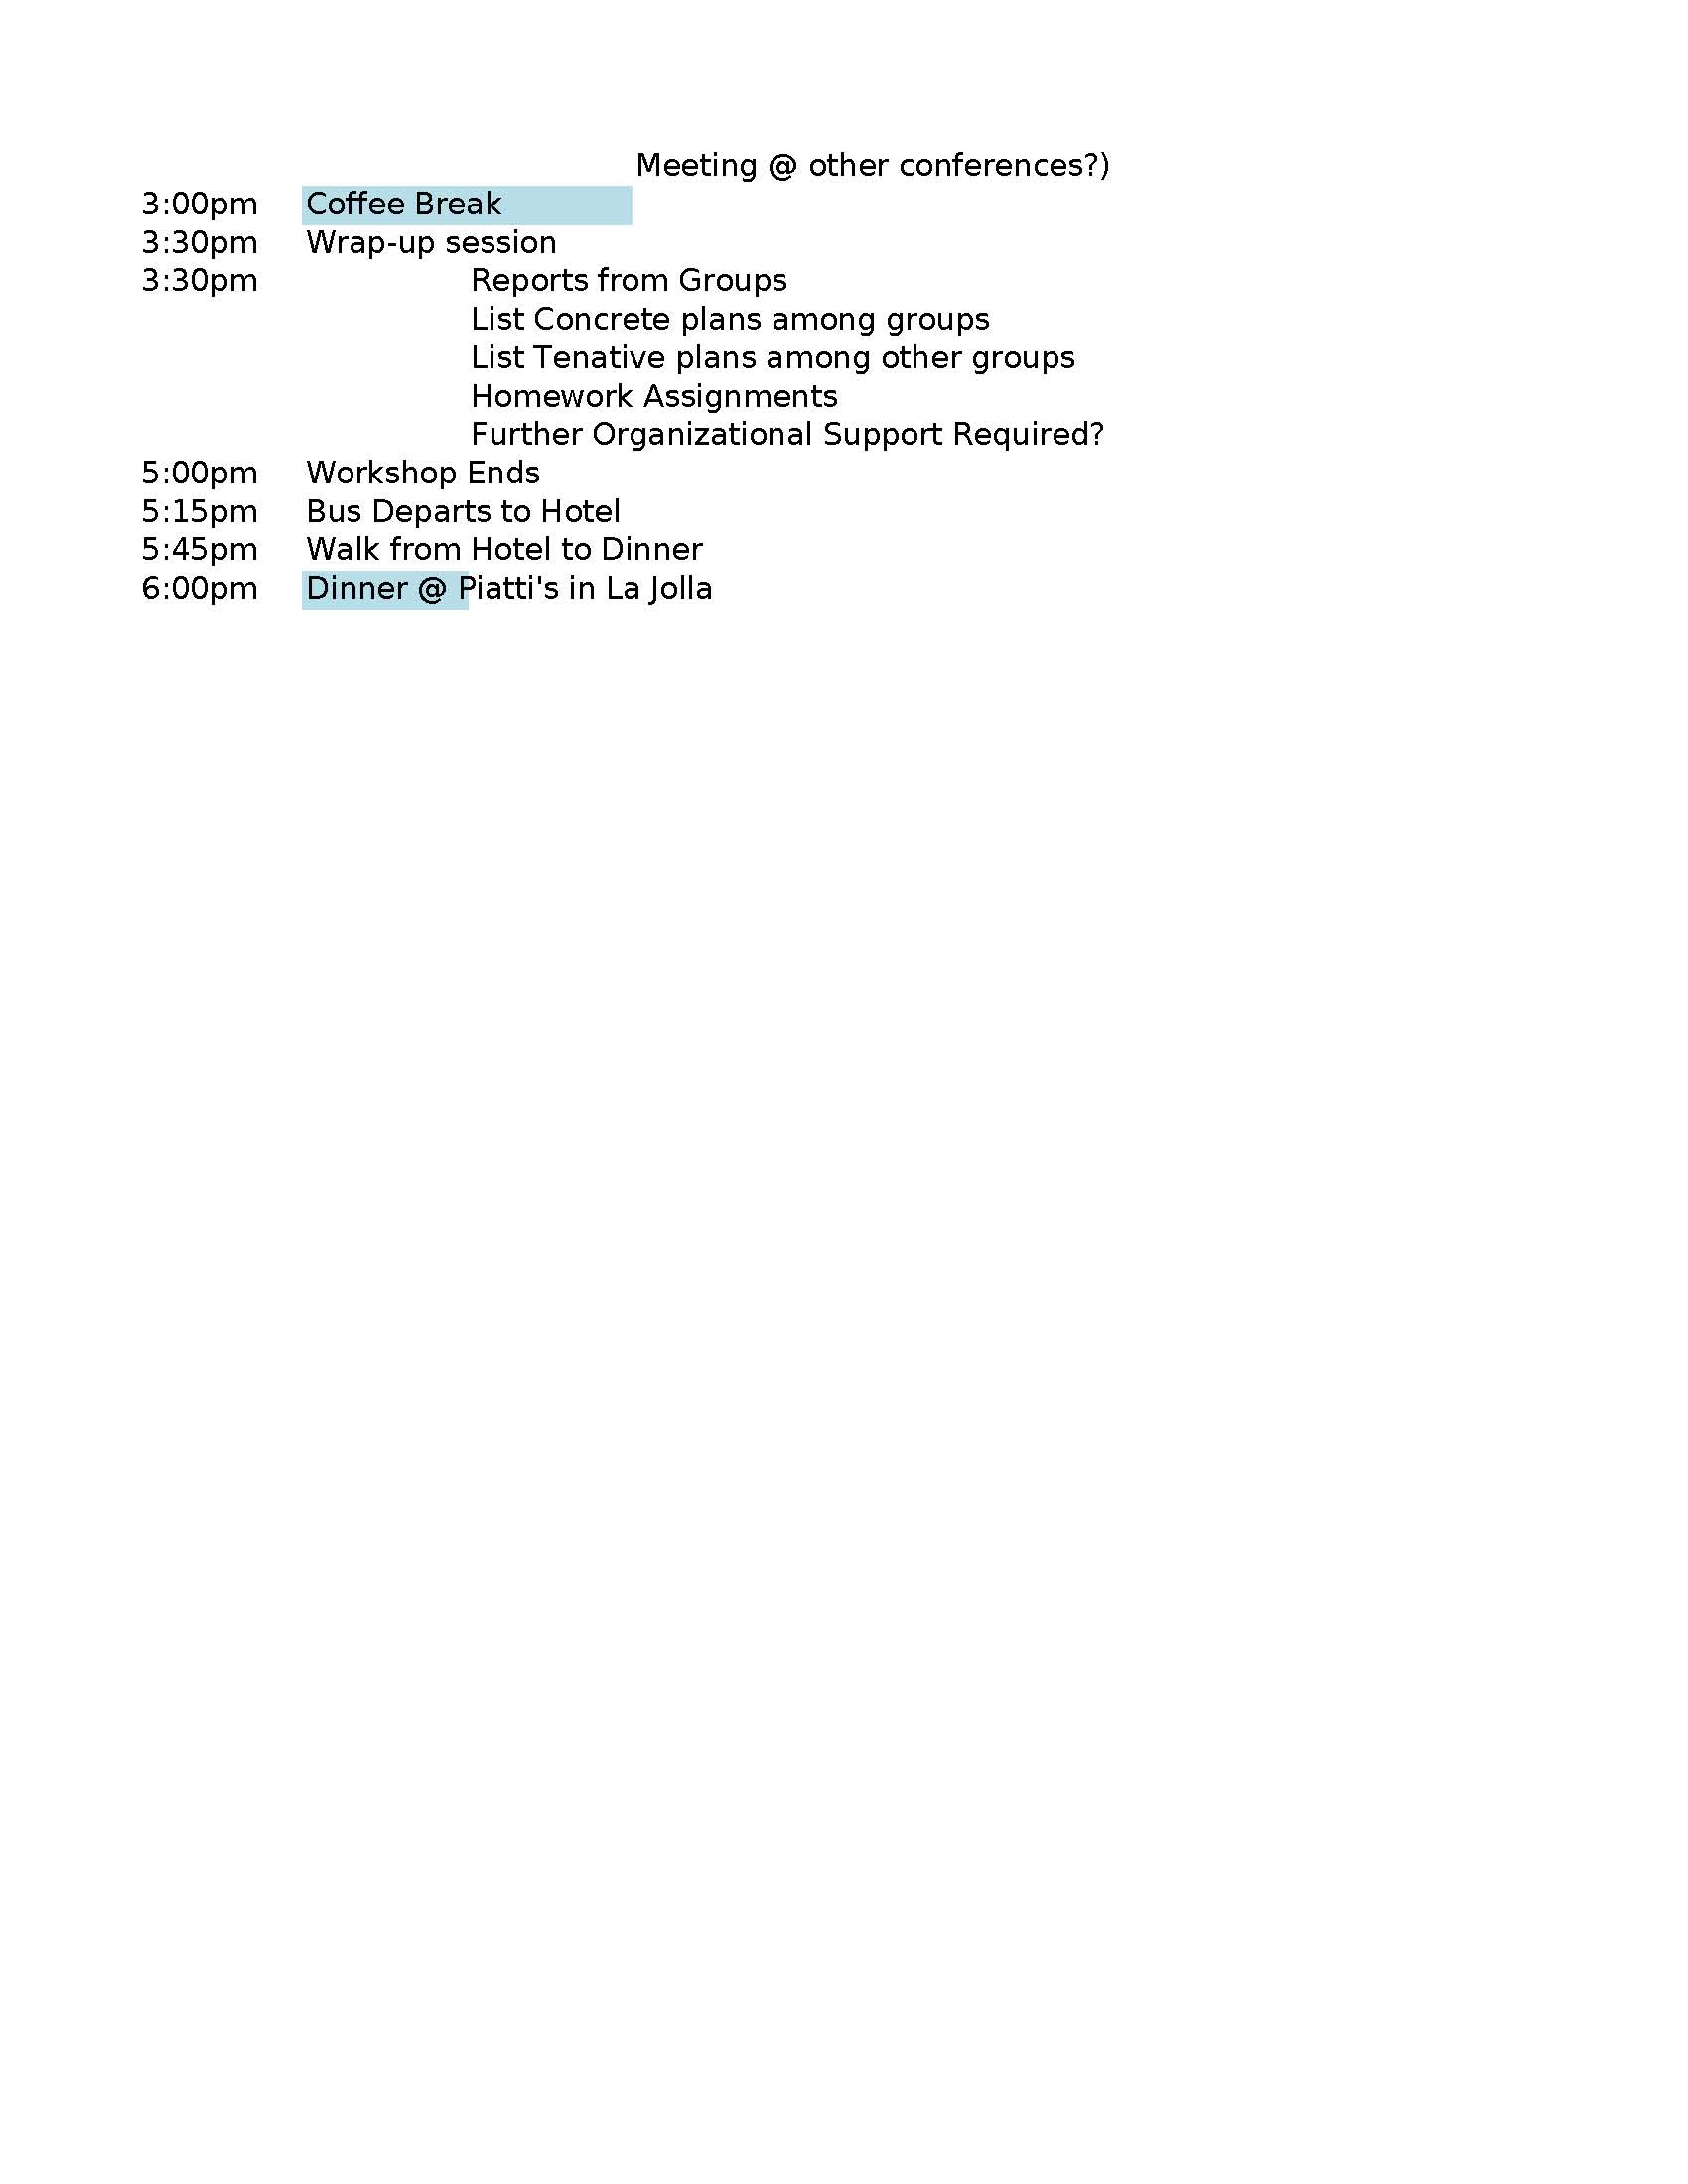 Meeting @ other conferences?)
3:00pm Coffee Break
3:30pm Wrap-up session
3:30pm Reports from Groups
List Concrete plans among groups
List Tenative plans among other groups
Homework Assignments
Further Organizational Support Required?
5:00pm Workshop Ends
5:15pm Bus Departs to Hotel
5:45pm Walk from Hotel to Dinner
6:00pm Dinner @ Piatti's in La Jolla